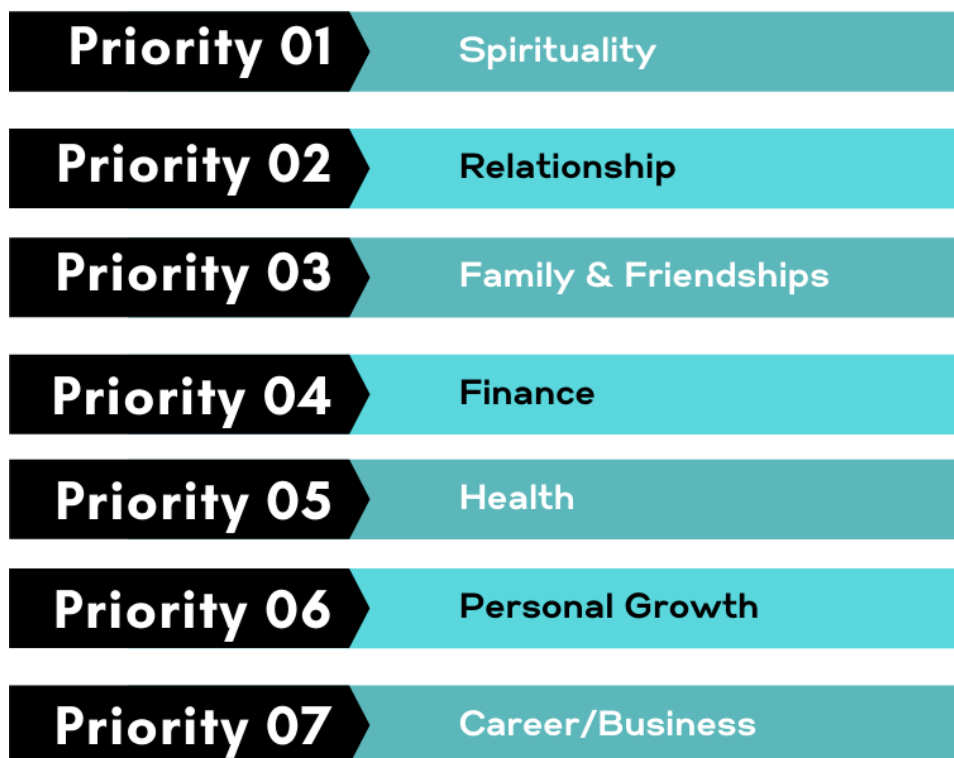 Priority 01 Spirituality
Priority 02 Relationship
Priority 03 Family & Friendships
Priority 04 Finance
Priority 05 Health
Priority 06 Personal Growth
Priority 07 Career/Business